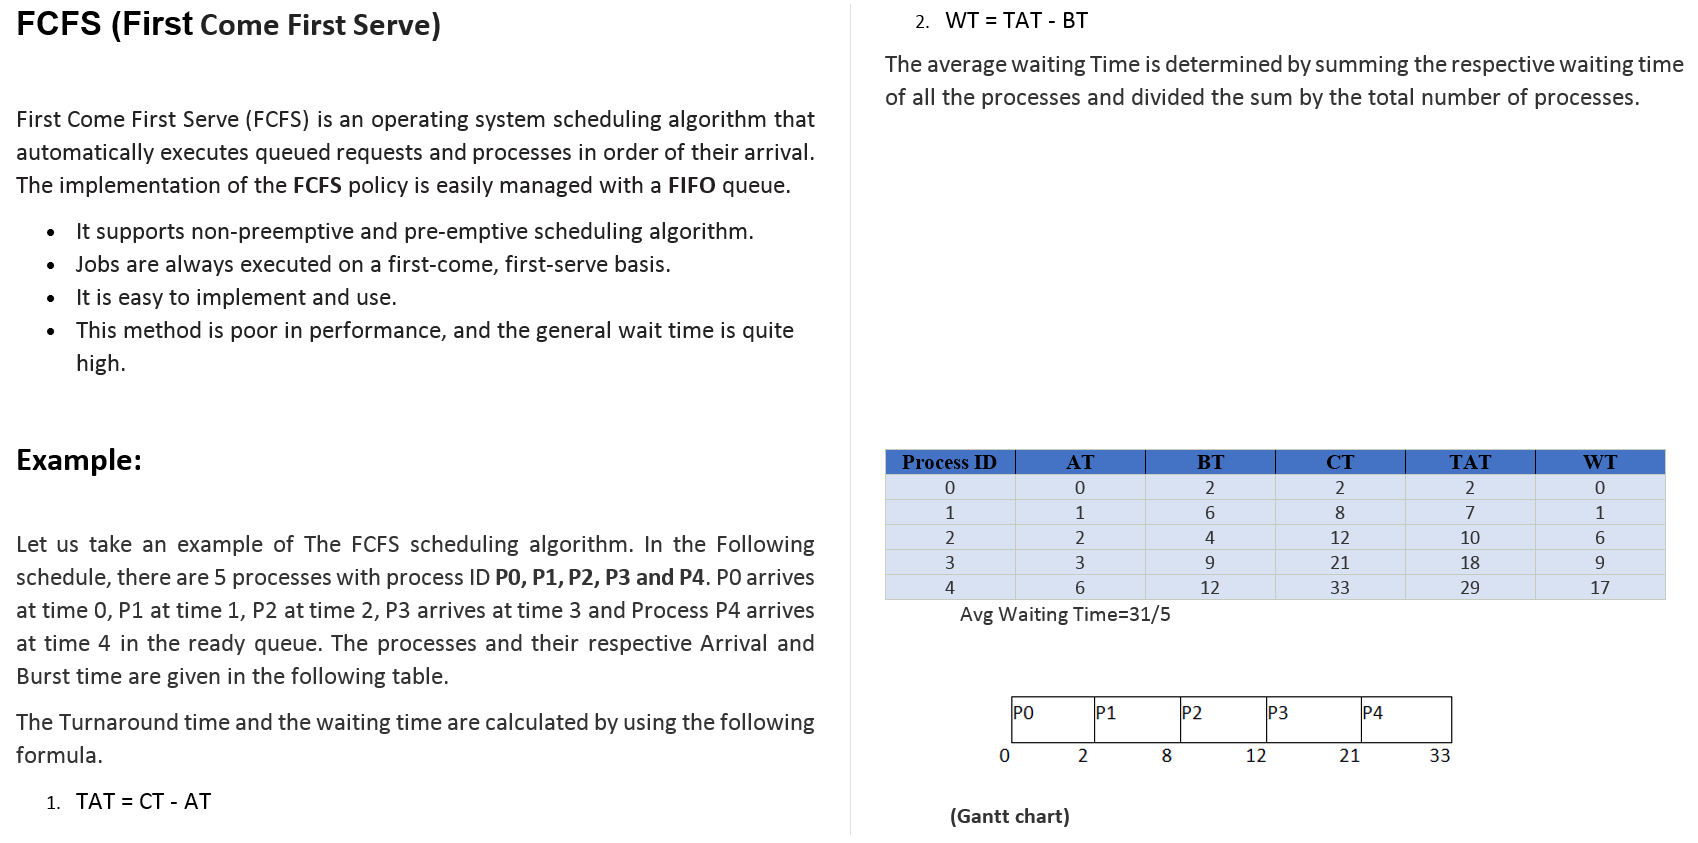 FCFS (First Come First Serve)
First Come First Serve (FCFS) is an operating system scheduling algorithm that
automatically executes queued requests and processes in order of their arrival.
The implementation of the FCFS policy is easily managed with a FIFO queue.
• It supports non-preemptive and pre-emptive scheduling algorithm.
• Jobs are always executed on a first-come, first-serve basis.
• It is easy to implement and use.
• This method is poor in performance, and the general wait time is quite
high.
Example:
Let us take an example of The FCFS scheduling algorithm. In the Following
schedule, there are 5 processes with process ID P0, P1, P2, P3 and P4. P0 arrives
at time 0, P1 at time 1, P2 at time 2, P3 arrives at time 3 and Process P4 arrives
at time 4 in the ready queue. The processes and their respective Arrival and
Burst time are given in the following table.
The Turnaround time and the waiting time are calculated by using the following
formula.
1. TAT = CT - AT
2. WT = TAT - BT
The average waiting Time is determined by summing the respective waiting time
of all the processes and divided the sum by the total number of processes.
Process ID AT BT CT TAT WT
0 0 2 2 2 0
1 1 6 8 7 1
2 2 4 12 10 6
3 3 9 21 18 9
4 6 12 33 29 17
Avg Waiting Time=31/5
P0 P1 P2 P3 P4
0 2 8 12 21 33
(Gantt chart)